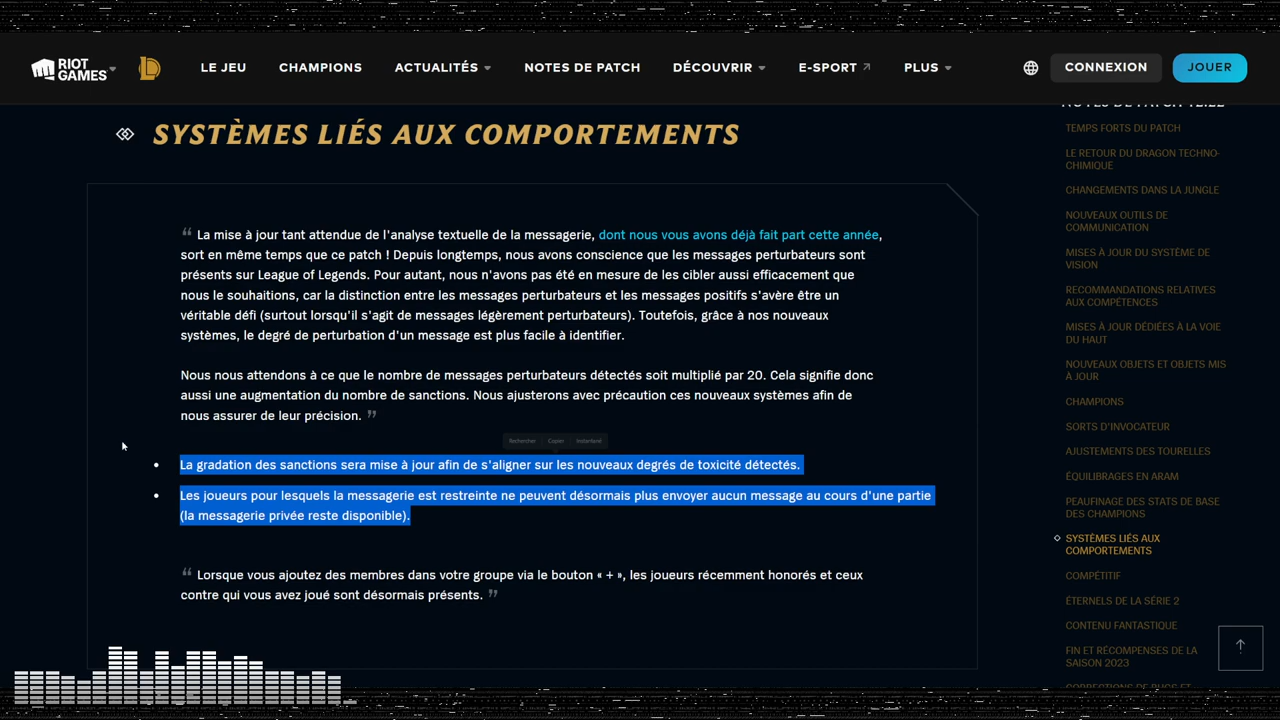 RIOT GAMES
LE JEU
CHAMPIONS
ACTUALITÉS
NOTES DE PATCH
DÉCOUVRIR
E-SPORT
PLUS
CONNEXION
JOUER
SYSTÈMES LIÉS AUX COMPORTEMENTS
“ La mise à jour tant attendue de l'analyse textuelle de la messagerie, dont nous vous avons déjà fait part cette année,
sort en même temps que ce patch ! Depuis longtemps, nous avons conscience que les messages perturbateurs sont
présents sur League of Legends. Pour autant, nous n'avons pas été en mesure de les cibler aussi efficacement que
nous le souhaitions, car la distinction entre les messages perturbateurs et les messages positifs s'avère être un
véritable défi (surtout lorsqu'il s'agit de messages légèrement perturbateurs). Toutefois, grâce à nos nouveaux
systèmes, le degré de perturbation d'un message est plus facile à identifier.
Nous nous attendons à ce que le nombre de messages perturbateurs détectés soit multiplié par 20. Cela signifie donc
aussi une augmentation du nombre de sanctions. Nous ajusterons avec précaution ces nouveaux systèmes afin de
nous assurer de leur précision. ”
Rechercher Copier Instantané
• La gradation des sanctions sera mise à jour afin de s'aligner sur les nouveaux degrés de toxicité détectés.
• Les joueurs pour lesquels la messagerie est restreinte ne peuvent désormais plus envoyer aucun message au cours d'une partie
(la messagerie privée reste disponible).
“ Lorsque vous ajoutez des membres dans votre groupe via le bouton « + », les joueurs récemment honorés et ceux
contre qui vous avez joué sont désormais présents. ”
NOTES DE PATCH 12.22
TEMPS FORTS DU PATCH
LE RETOUR DU DRAGON TECHNO-
CHIMIQUE
CHANGEMENTS DANS LA JUNGLE
NOUVEAUX OUTILS DE
COMMUNICATION
MISES À JOUR DU SYSTÈME DE
VISION
RECOMMANDATIONS RELATIVES
AUX COMPÉTENCES
MISES À JOUR DÉDIÉES À LA VOIE
DU HAUT
NOUVEAUX OBJETS ET OBJETS MIS
À JOUR
CHAMPIONS
SORTS D'INVOCATEUR
AJUSTEMENTS DES TOURELLES
ÉQUILIBRAGES EN ARAM
PEAUFINAGE DES STATS DE BASE
DES CHAMPIONS
SYSTÈMES LIÉS AUX
COMPORTEMENTS
COMPÉTITIF
ÉTERNELS DE LA SÉRIE 2
CONTENU FANTASTIQUE
FIN ET RÉCOMPENSES DE LA
SAISON 2023
CORRECTIONS DE BUGS ET